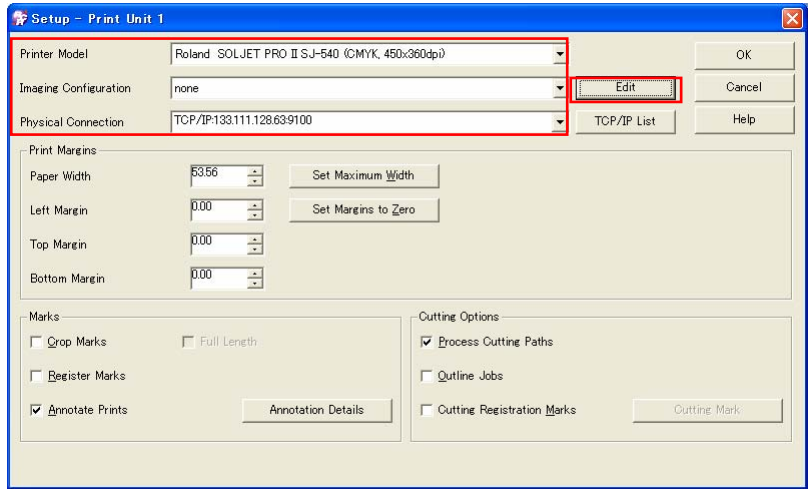 Setup - Print Unit 1
Printer Model Roland SOLJET PRO II SJ-540 (CMYK, 450x360dpi) OK
Imaging Configuration none Edit Cancel
Physical Connection TCP/IP:133.111.128.63:9100 TCP/IP List Help
Print Margins
Paper Width 53.56 Set Maximum Width
Left Margin 0.00 Set Margins to Zero
Top Margin 0.00
Bottom Margin 0.00
Marks Cutting Options
Crop Marks Full Length Process Cutting Paths
Register Marks Outline Jobs
Annotate Prints Annotation Details Cutting Registration Marks Cutting Mark